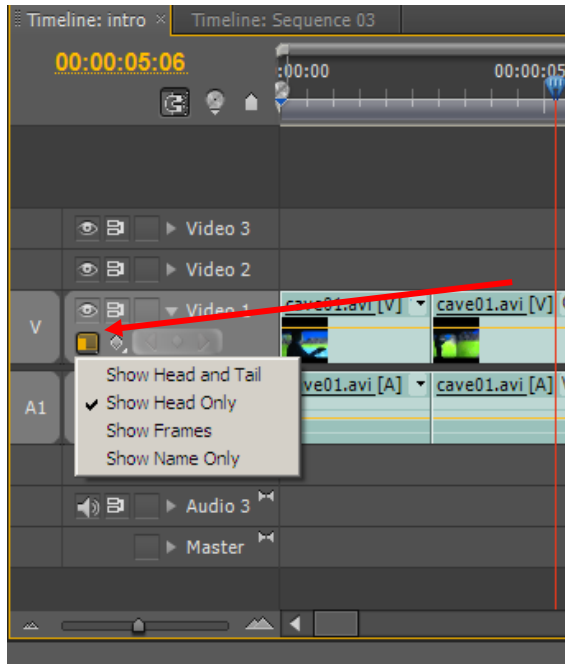 Timeline: intro × Timeline: Sequence 03
00:00:05:06
:00:00 00:00:05
Video 3
Video 2
V Video 1 cave01.avi [V] cave01.avi [V]
Show Head and Tail
A1 Show Head Only ve01.avi [A] cave01.avi [A]
Show Frames
Show Name Only
Audio 3
Master